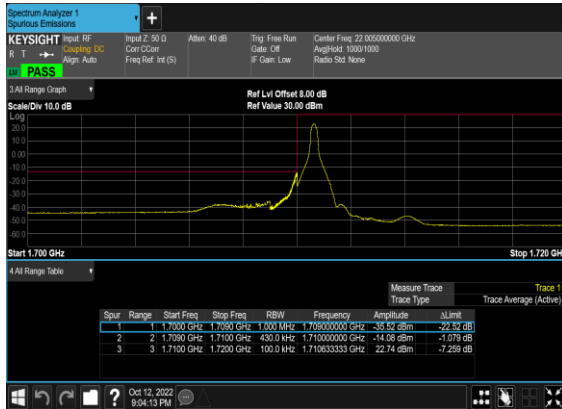 Spectrum Analyzer 1
Spurious Emissions
+
KEYSIGHT Input: RF Input Z: 50 Ω Atten: 40 dB Trig: Free Run Center Freq: 22.005000000 GHz
R T Coupling: DC Corr CCorr Gate: Off Avg|Hold: 1000/1000
Align: Auto Freq Ref: Int (S) IF Gain: Low Radio Std: None
PASS
3 All Range Graph Ref Lvl Offset 8.00 dB
Scale/Div 10.0 dB Ref Value 30.00 dBm
Log
20.0
10.0
0.00
-10.0
-20.0
-30.0
-40.0
-50.0
-60.0
Start 1.700 GHz Stop 1.720 GH
4 All Range Table
Measure Trace Trace 1
Trace Type Trace Average (Active)
Spur Range Start Freq Stop Freq RBW Frequency Amplitude ΔLimit
1 1 1.7000 GHz 1.7090 GHz 1.000 MHz 1.709000000 GHz -35.52 dBm -22.52 dB
2 2 1.7090 GHz 1.7100 GHz 430.0 kHz 1.710000000 GHz -14.08 dBm -1.079 dB
3 3 1.7100 GHz 1.7200 GHz 100.0 kHz 1.710633333 GHz 22.74 dBm -7.259 dB
? Oct 12, 2022
9:04:13 PM